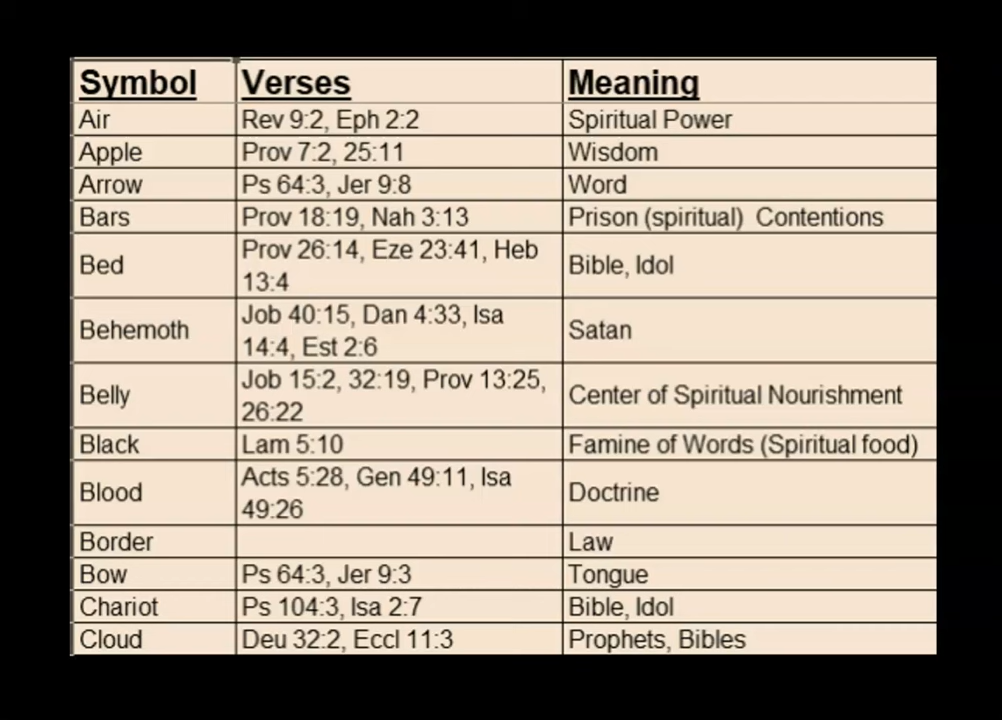 Symbol Verses Meaning
Air Rev 9:2, Eph 2:2 Spiritual Power
Apple Prov 7:2, 25:11 Wisdom
Arrow Ps 64:3, Jer 9:8 Word
Bars Prov 18:19, Nah 3:13 Prison (spiritual) Contentions
Bed Prov 26:14, Eze 23:41, Heb
13:4 Bible, Idol
Behemoth Job 40:15, Dan 4:33, Isa
14:4, Est 2:6 Satan
Belly Job 15:2, 32:19, Prov 13:25,
26:22 Center of Spiritual Nourishment
Black Lam 5:10 Famine of Words (Spiritual food)
Blood Acts 5:28, Gen 49:11, Isa
49:26 Doctrine
Border Law
Bow Ps 64:3, Jer 9:3 Tongue
Chariot Ps 104:3, Isa 2:7 Bible, Idol
Cloud Deu 32:2, Eccl 11:3 Prophets, Bibles